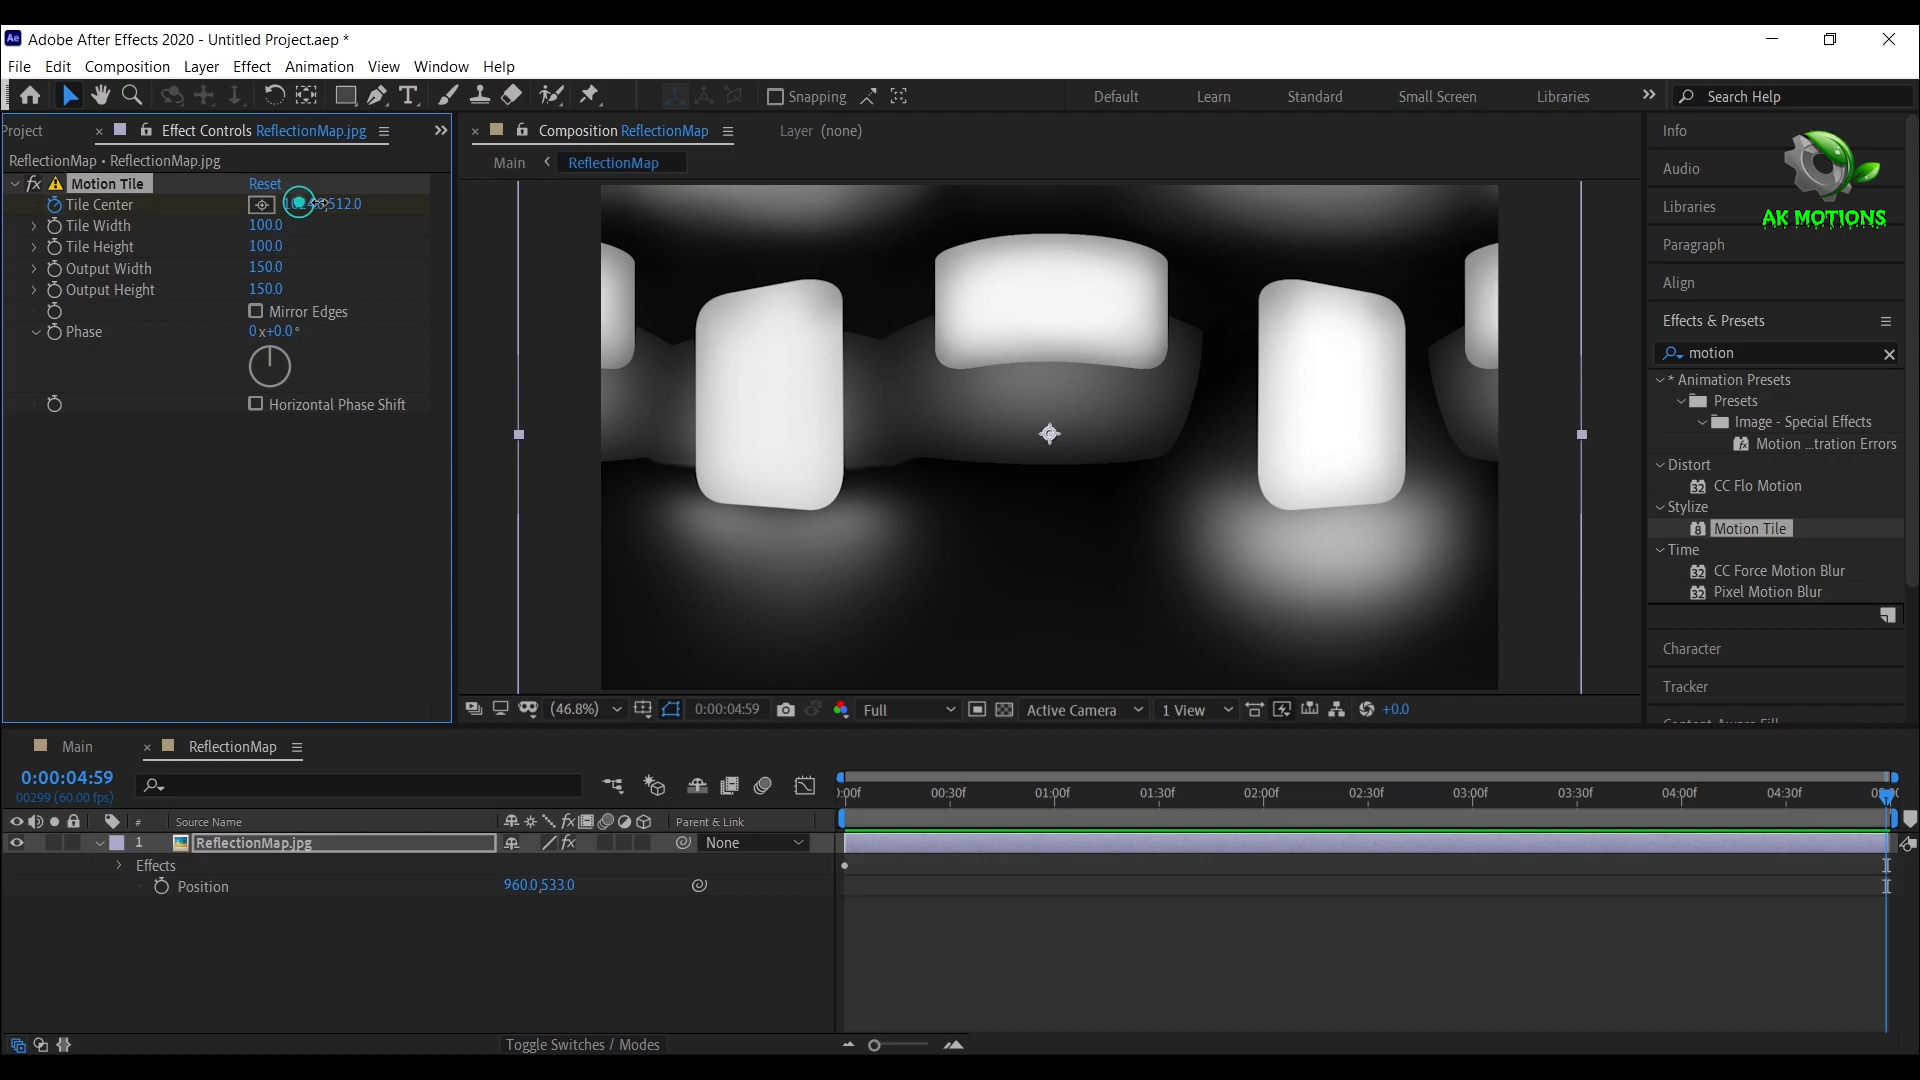 Adobe After Effects 2020 - Untitled Project.aep *
File Edit Composition Layer Effect Animation View Window Help
Snapping
Default Learn Standard Small Screen Libraries
Search Help
Project
Effect Controls ReflectionMap.jpg
Composition ReflectionMap
Layer (none)
Info
ReflectionMap • ReflectionMap.jpg
Main
ReflectionMap
Audio
fx Motion Tile Reset
Tile Center 512.0
Libraries
AK MOTIONS
Tile Width 100.0
Tile Height 100.0
Paragraph
Output Width 150.0
Align
Output Height 150.0
Mirror Edges
Effects & Presets
Phase 0x+0.0°
motion
* Animation Presets
Presets
Horizontal Phase Shift
Image - Special Effects
Motion ...tration Errors
Distort
CC Flo Motion
Stylize
Motion Tile
Time
CC Force Motion Blur
Pixel Motion Blur
Character
Tracker
(46.8%) 0:00:04:59 Full Active Camera 1 View +0.0
Main ReflectionMap
0:00:04:59
00299 (60.00 fps)
:00f 00:30f 01:00f 01:30f 02:00f 02:30f 03:00f 03:30f 04:00f 04:30f
# Source Name fx Parent & Link
1 ReflectionMap.jpg fx None
Effects
Position 960.0,533.0
Toggle Switches / Modes